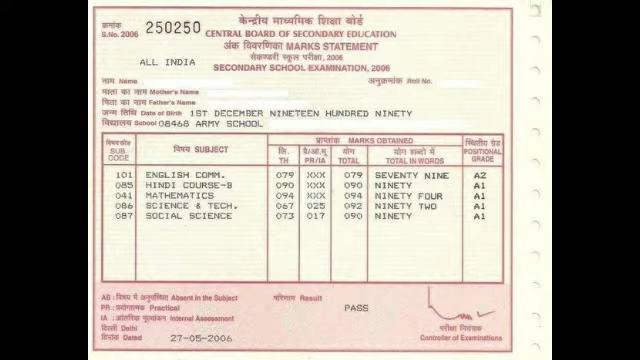 क्रमांक
S.No. 2006 250250
केन्द्रीय माध्यमिक शिक्षा बोर्ड
CENTRAL BOARD OF SECONDARY EDUCATION
अंक विवरणिका MARKS STATEMENT
सेकण्डरी स्कूल परीक्षा, 2006
ALL INDIA
SECONDARY SCHOOL EXAMINATION, 2006
नाम Name अनुक्रमांक Roll No.
माता का नाम Mother's Name
पिता का नाम Father's Name
जन्म तिथि Date of Birth 1ST DECEMBER NINETEEN HUNDRED NINETY
विद्यालय School 08468 ARMY SCHOOL
प्राप्तांक MARKS OBTAINED
विषय कोड SUB. CODE विषय SUBJECT लि. TH प्रै/आ.मू PR/IA योग TOTAL योग शब्दों में TOTAL IN WORDS स्थितीय ग्रेड POSITIONAL GRADE
101 ENGLISH COMM. 079 XXX 079 SEVENTY NINE A2
085 HINDI COURSE-B 090 XXX 090 NINETY A1
041 MATHEMATICS 094 XXX 094 NINETY FOUR A1
086 SCIENCE & TECH. 067 025 092 NINETY TWO A1
087 SOCIAL SCIENCE 073 017 090 NINETY A1
AB : विषय में अनुपस्थित Absent in the Subject परिणाम Result
PASS
PR : प्रयोगात्मक Practical
IA : आंतरिक मूल्यांकन Internal Assessment
दिल्ली Delhi परीक्षा नियंत्रक
दिनांक Dated 27-05-2006 Controller of Examinations